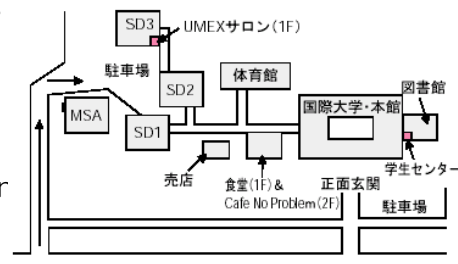 SD3
UMEXサロン(1F)
駐車場
体育館
図書館
SD2
国際大学・本館
MSA
SD1
学生センター
売店
食堂(1F)&
Cafe No Problem(2F)
正面玄関
駐車場